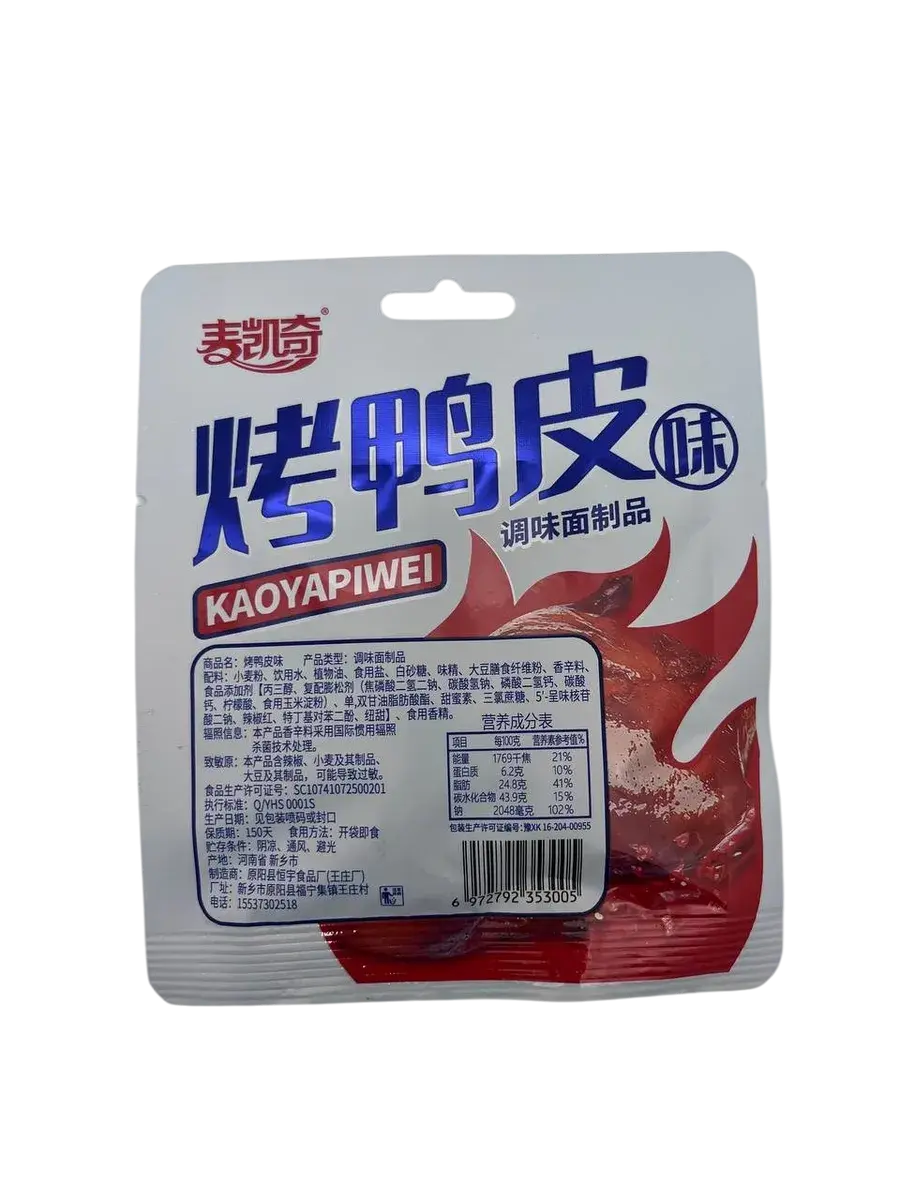 麦凯奇®
烤鸭皮味
调味面制品
KAOYAPIWEI
商品名：烤鸭皮味 产品类型：调味面制品
配料：小麦粉、饮用水、植物油、食用盐、白砂糖、味精、大豆膳食纤维粉、香辛料、
食品添加剂【丙三醇、复配膨松剂（焦磷酸二氢二钠、碳酸氢钠、磷酸二氢钙、碳酸
钙、柠檬酸、食用玉米淀粉）、单,双甘油脂肪酸酯、甜蜜素、三氯蔗糖、5'-呈味核苷
酸二钠、辣椒红、特丁基对苯二酚、纽甜】、食用香精。
辐照信息：本产品香辛料采用国际惯用辐照
杀菌技术处理。
致敏原：本产品含辣椒、小麦及其制品、
大豆及其制品，可能导致过敏。
食品生产许可证号：SC10741072500201
执行标准：Q/YHS 0001S
生产日期：见包装喷码或封口
保质期：150天 食用方法：开袋即食
贮存条件：阴凉、通风、避光
产地：河南省 新乡市
制造商：原阳县恒宇食品厂(王庄厂)
厂址：新乡市原阳县福宁集镇王庄村
电话：15537302518
营养成分表
项目 每100克 营养素参考值%
能量 1769千焦 21%
蛋白质 6.2克 10%
脂肪 24.8克 41%
碳水化合物 43.9克 15%
钠 2048毫克 102%
包装生产许可证编号：豫XK 16-204-00955
6 972792 353005